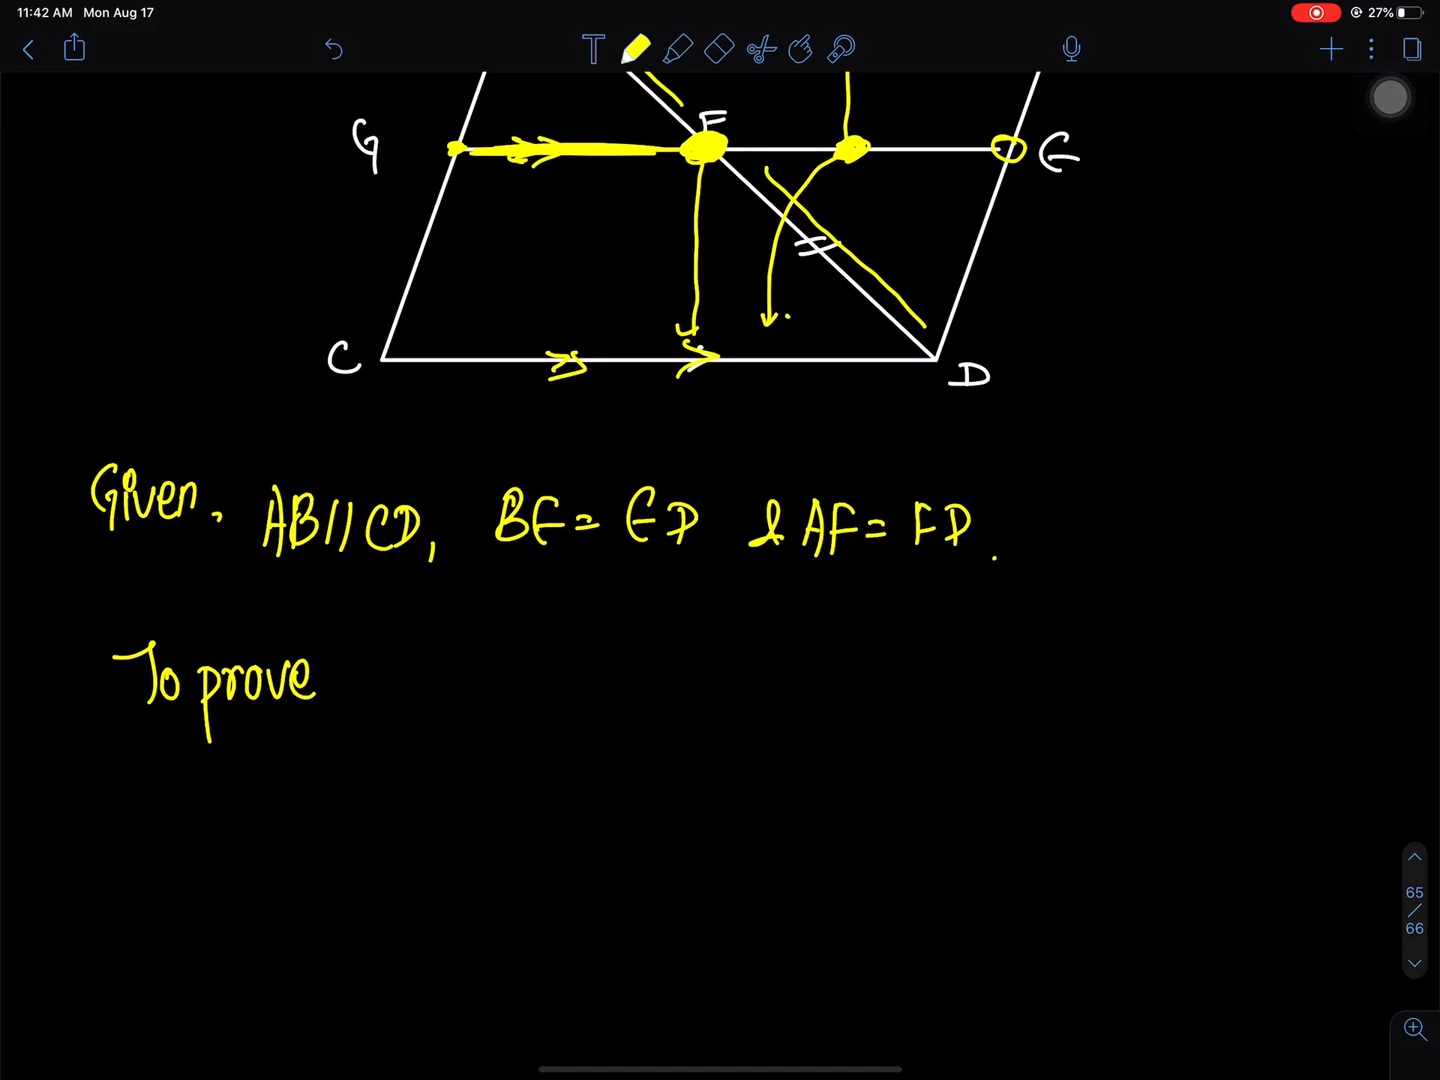 11:42 AM Mon Aug 17
27%
T
F
G
E
C
D
Given, AB//CD, BE = ED & AF = FD.
To prove
65
/
66